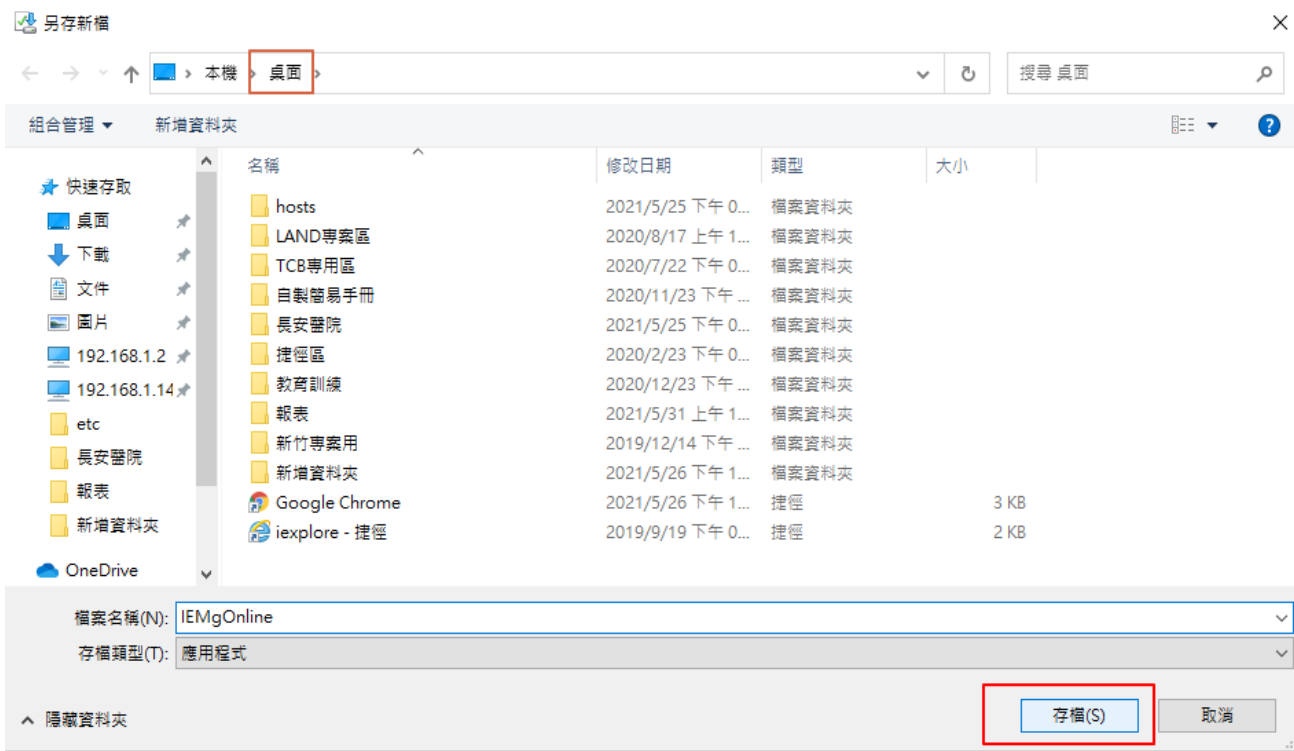 另存新檔
本機 › 桌面 ›
搜尋 桌面
組合管理
新增資料夾
快速存取
桌面
下載
文件
圖片
192.168.1.2
192.168.1.14
etc
長安醫院
報表
新增資料夾
OneDrive
名稱 修改日期 類型 大小
hosts 2021/5/25 下午 0... 檔案資料夾
LAND專案區 2020/8/17 上午 1... 檔案資料夾
TCB專用區 2020/7/22 下午 0... 檔案資料夾
自製簡易手冊 2020/11/23 下午 ... 檔案資料夾
長安醫院 2021/5/25 下午 0... 檔案資料夾
捷徑區 2020/2/23 下午 0... 檔案資料夾
教育訓練 2020/12/23 下午 ... 檔案資料夾
報表 2021/5/31 上午 1... 檔案資料夾
新竹專案用 2019/12/14 下午 ... 檔案資料夾
新增資料夾 2021/5/26 下午 1... 檔案資料夾
Google Chrome 2021/5/26 下午 1... 捷徑 3 KB
iexplore - 捷徑 2019/9/19 下午 0... 捷徑 2 KB
檔案名稱(N): IEMgOnline
存檔類型(T): 應用程式
隱藏資料夾
存檔(S)
取消